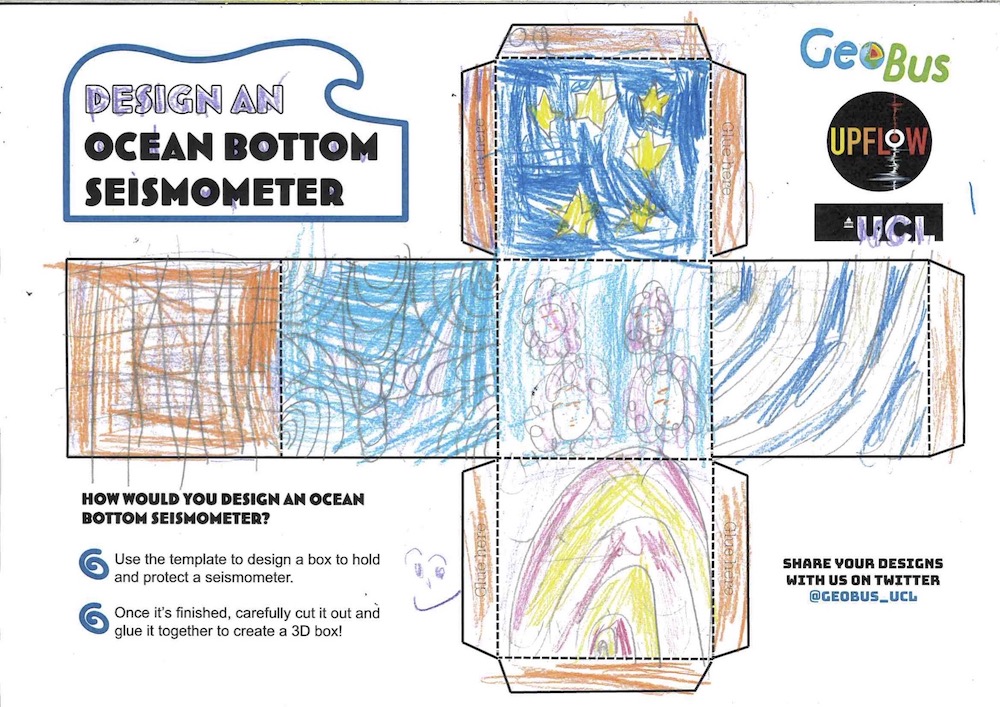 DESIGN AN
OCEAN BOTTOM
SEISMOMETER
GeoBus
UPFLOW
UCL
Glue here
Glue here
HOW WOULD YOU DESIGN AN OCEAN
BOTTOM SEISMOMETER?
Use the template to design a box to hold
and protect a seismometer.
Once it's finished, carefully cut it out and
glue it together to create a 3D box!
Glue here
Glue here
SHARE YOUR DESIGNS
WITH US ON TWITTER
@GEOBUS_UCL